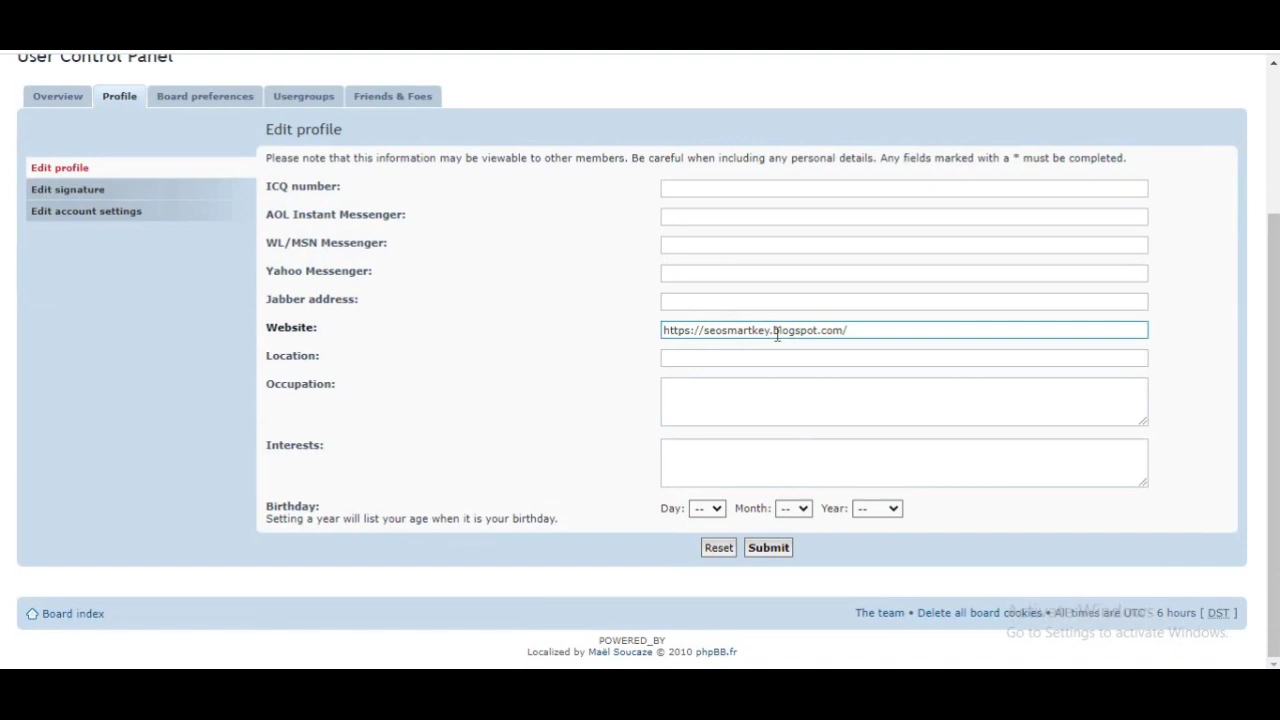 User Control Panel
Overview Profile Board preferences Usergroups Friends & Foes
Edit profile
Edit signature
Edit account settings
Edit profile
Please note that this information may be viewable to other members. Be careful when including any personal details. Any fields marked with a * must be completed.
ICQ number:
AOL Instant Messenger:
WL/MSN Messenger:
Yahoo Messenger:
Jabber address:
Website: https://seosmartkey.blogspot.com/
Location:
Occupation:
Interests:
Birthday: Day: -- Month: -- Year: --
Setting a year will list your age when it is your birthday.
Reset Submit
Board index The team • Delete all board cookies • All times are UTC - 6 hours [ DST ]
Activate Windows
Go to Settings to activate Windows.
POWERED_BY
Localized by Maël Soucaze © 2010 phpBB.fr